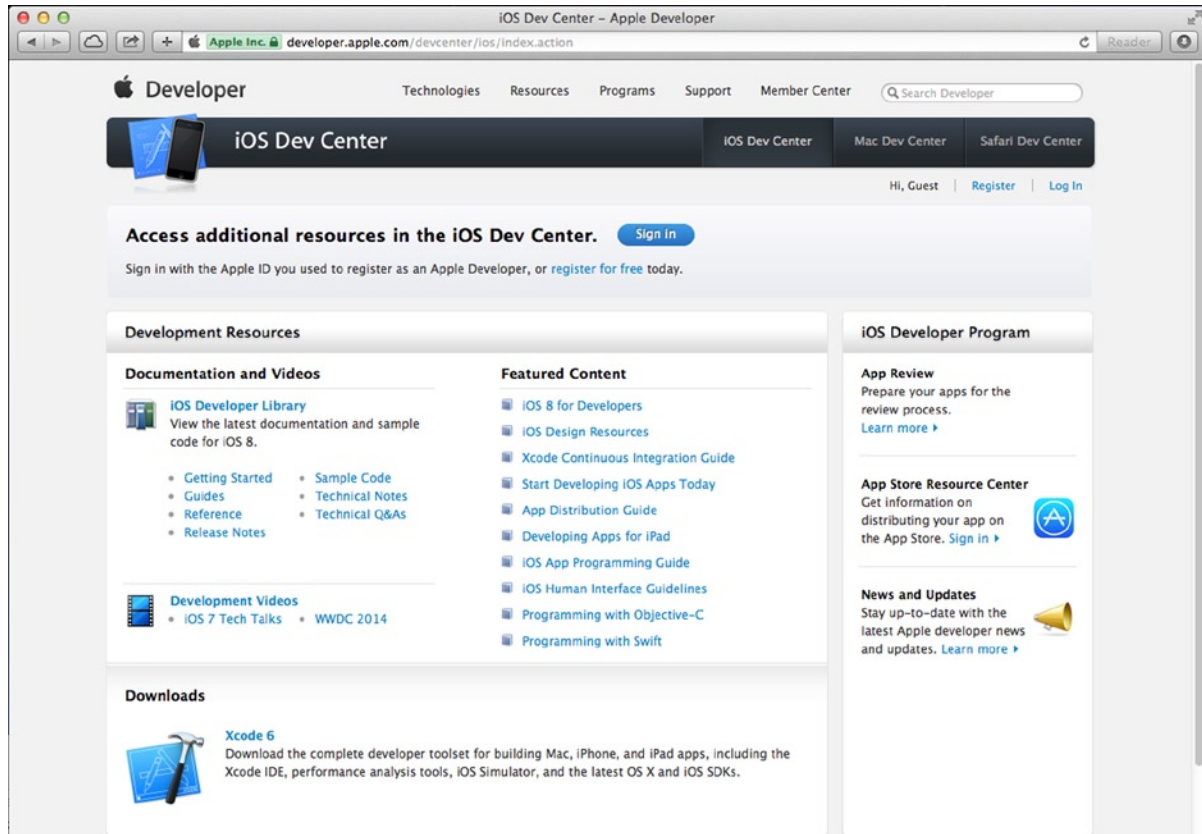 iOS Dev Center – Apple Developer
Apple Inc. developer.apple.com/devcenter/ios/index.action
Reader
Developer
Technologies Resources Programs Support Member Center Search Developer
iOS Dev Center
iOS Dev Center Mac Dev Center Safari Dev Center
Hi, Guest | Register | Log In
Access additional resources in the iOS Dev Center. Sign in
Sign in with the Apple ID you used to register as an Apple Developer, or register for free today.
Development Resources
Documentation and Videos
iOS Developer Library
View the latest documentation and sample
code for iOS 8.
Getting Started
Guides
Reference
Release Notes
Sample Code
Technical Notes
Technical Q&As
Development Videos
iOS 7 Tech Talks WWDC 2014
Featured Content
iOS 8 for Developers
iOS Design Resources
Xcode Continuous Integration Guide
Start Developing iOS Apps Today
App Distribution Guide
Developing Apps for iPad
iOS App Programming Guide
iOS Human Interface Guidelines
Programming with Objective-C
Programming with Swift
Downloads
Xcode 6
Download the complete developer toolset for building Mac, iPhone, and iPad apps, including the
Xcode IDE, performance analysis tools, iOS Simulator, and the latest OS X and iOS SDKs.
iOS Developer Program
App Review
Prepare your apps for the
review process.
Learn more
App Store Resource Center
Get information on
distributing your app on
the App Store. Sign in
News and Updates
Stay up-to-date with the
latest Apple developer news
and updates. Learn more